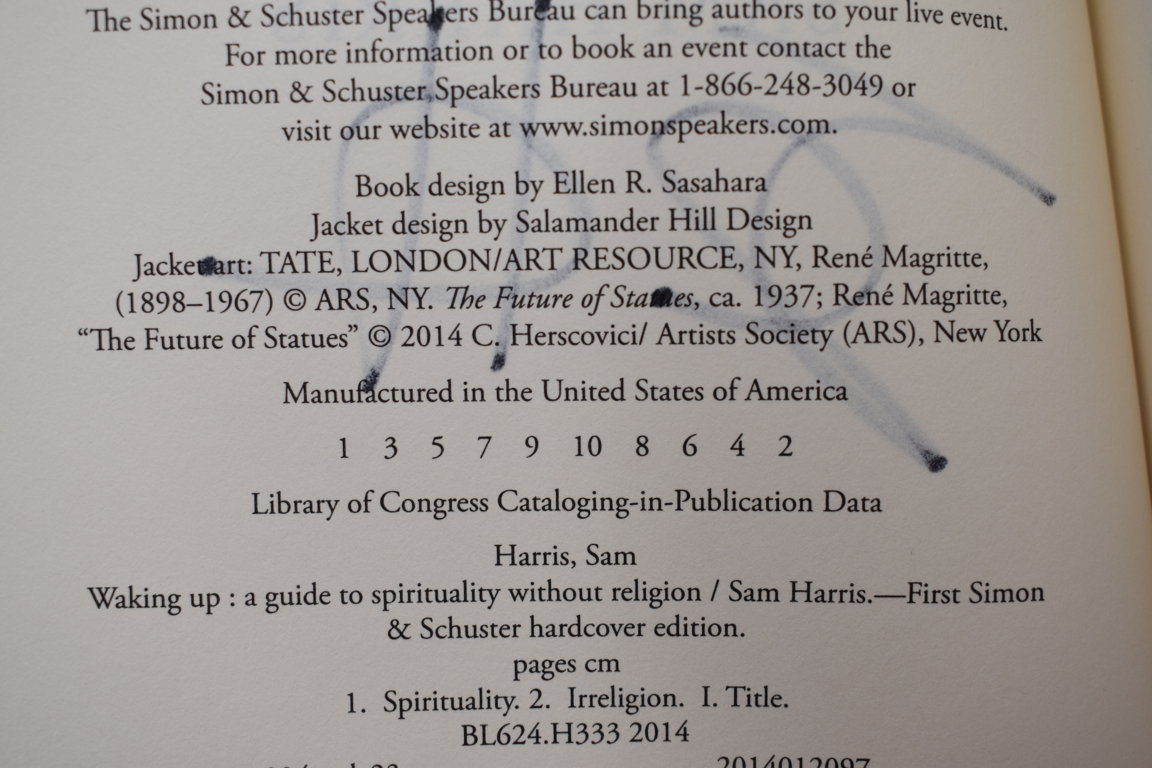 The Simon & Schuster Speakers Bureau can bring authors to your live event.
For more information or to book an event contact the
Simon & Schuster Speakers Bureau at 1-866-248-3049 or
visit our website at www.simonspeakers.com.
Book design by Ellen R. Sasahara
Jacket design by Salamander Hill Design
Jacket art: TATE, LONDON/ART RESOURCE, NY, René Magritte,
(1898–1967) © ARS, NY. The Future of Statues, ca. 1937; René Magritte,
“The Future of Statues” © 2014 C. Herscovici/ Artists Society (ARS), New York
Manufactured in the United States of America
1 3 5 7 9 10 8 6 4 2
Library of Congress Cataloging-in-Publication Data
Harris, Sam
Waking up : a guide to spirituality without religion / Sam Harris.—First Simon
& Schuster hardcover edition.
pages cm
1. Spirituality. 2. Irreligion. I. Title.
BL624.H333 2014
2014012097